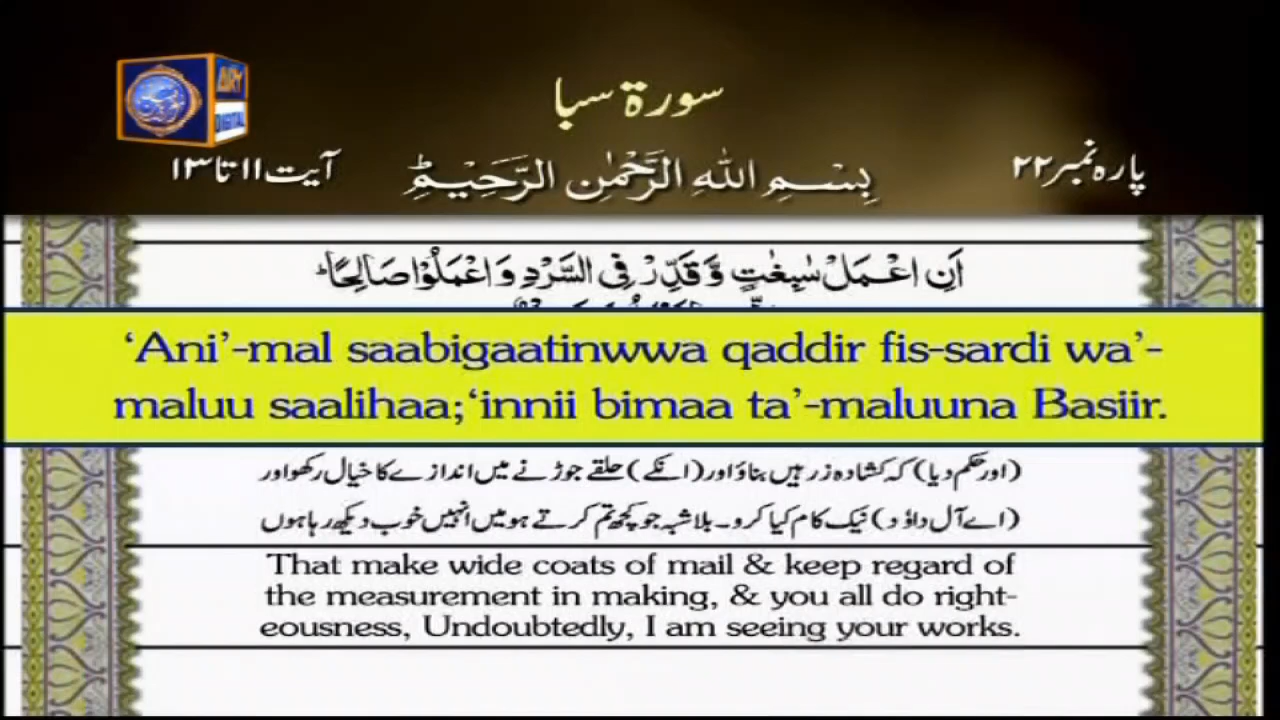 ARY
DIGITAL
سورۃ سبا
پارہ نمبر ۲۲
بِسْمِ اللهِ الرَّحْمٰنِ الرَّحِيْمِ
آیت ۱۱ تا ۱۳
اَنِ اعْمَلْ سٰبِغٰتٍ وَّ قَدِّرْ فِى السَّرْدِ وَ اعْمَلُوْا صَالِحًا ؕ
‘Ani’-mal saabigaatinwwa qaddir fis-sardi wa’-
maluu saalihaa;‘innii bimaa ta’-maluuna Basiir.
(اور حکم دیا) کہ کشادہ زرہیں بناؤ اور (انکے) حلقے جوڑنے میں اندازے کا خیال رکھو اور
(اے آل داؤد) نیک کام کیا کرو۔ بلاشبہ جو کچھ تم کرتے ہو میں انہیں خوب دیکھ رہا ہوں
That make wide coats of mail & keep regard of
the measurement in making, & you all do right-
eousness, Undoubtedly, I am seeing your works.